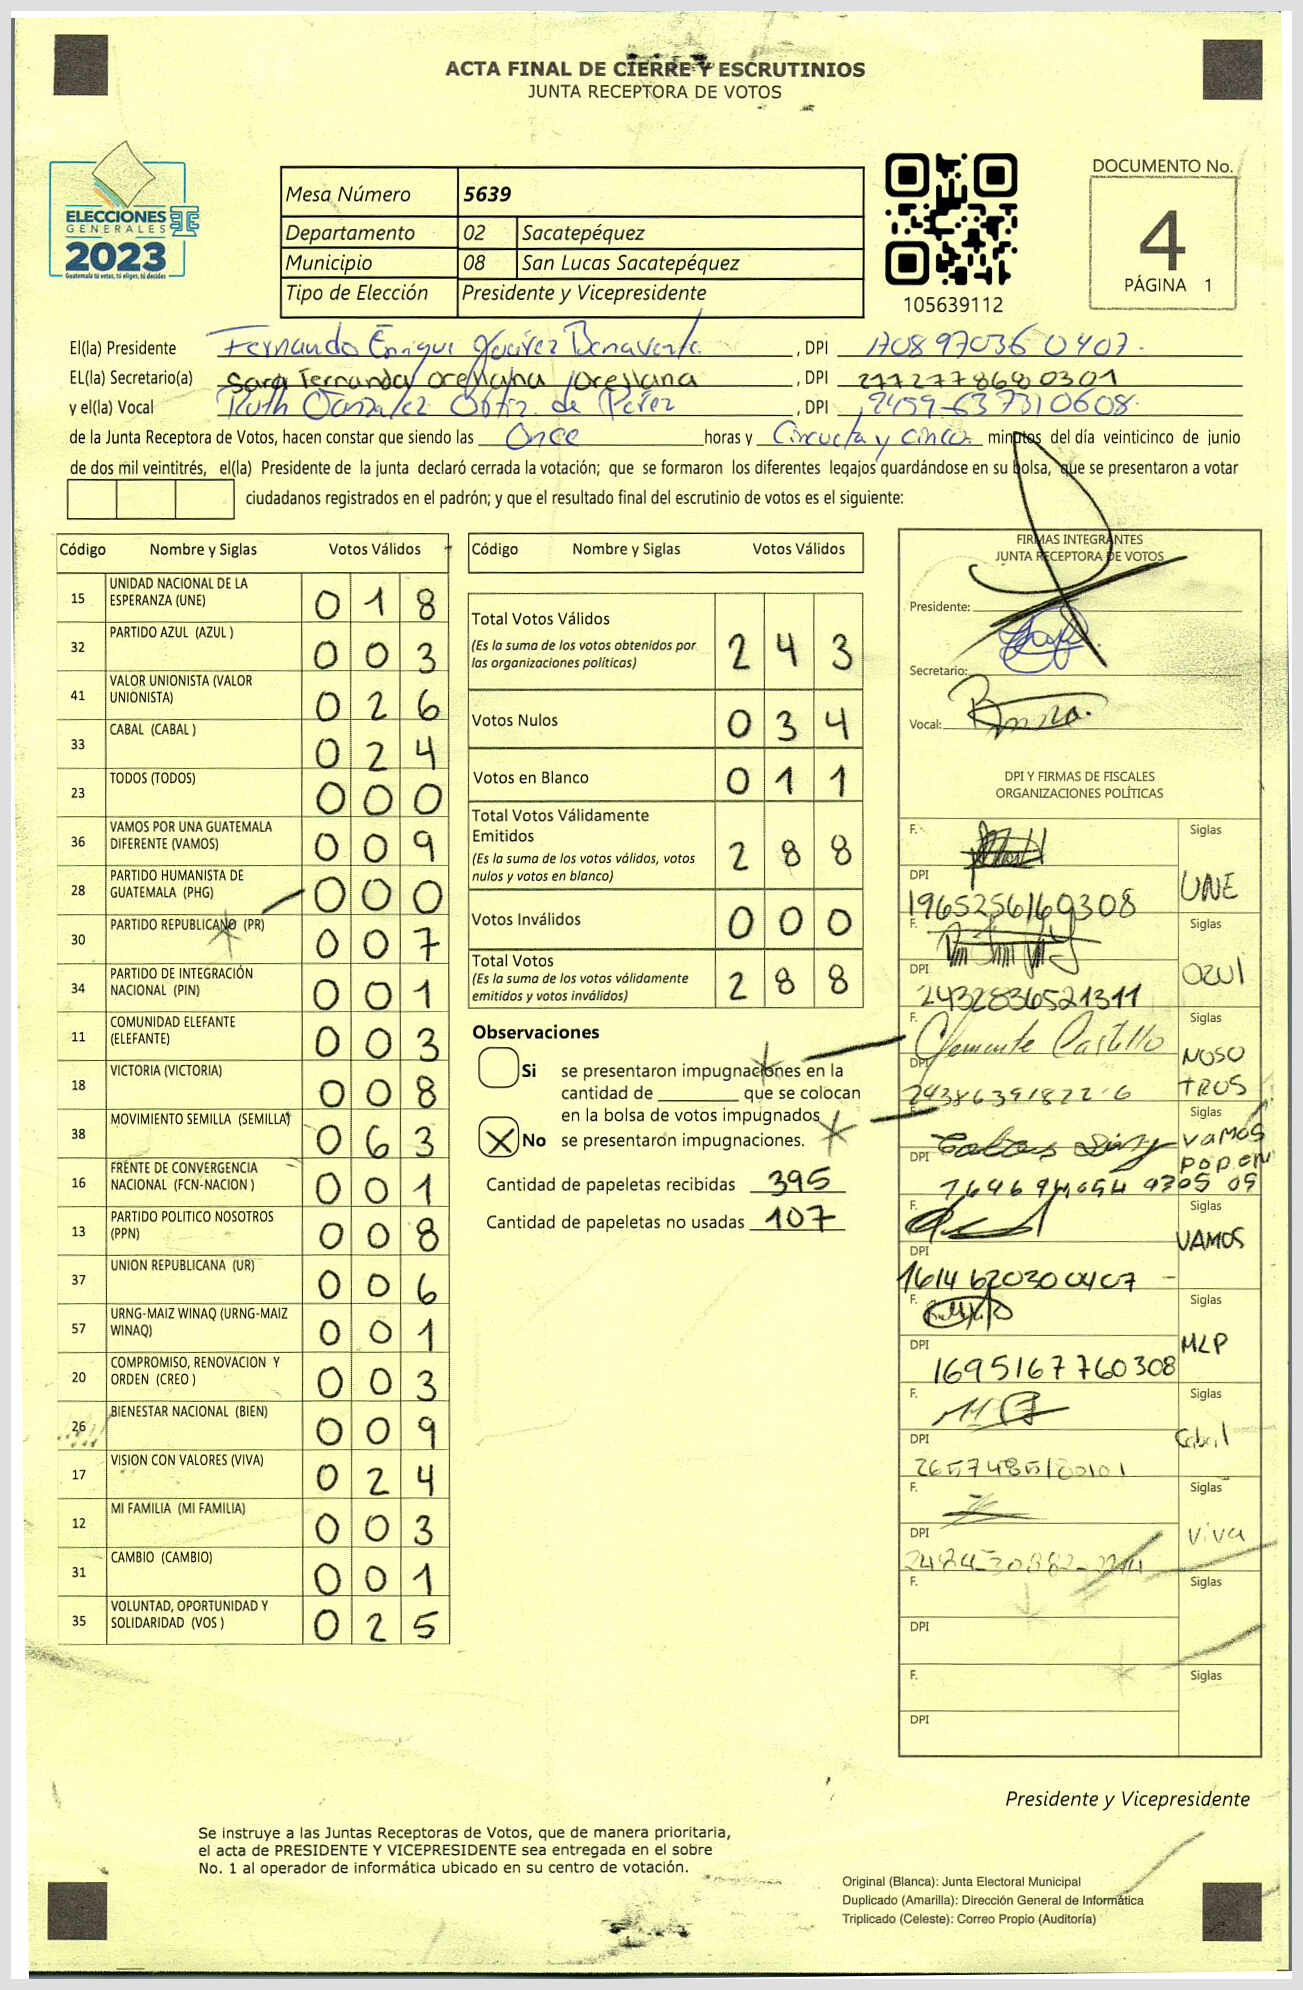 ACTA FINAL DE CIERRE Y ESCRUTINIOS
JUNTA RECEPTORA DE VOTOS
ELECCIONES
GENERALES
2023
Guatemala tú votas, tú eliges, tú decides
Mesa Número 5639
Departamento 02 Sacatepéquez
Municipio 08 San Lucas Sacatepéquez
Tipo de Elección Presidente y Vicepresidente
105639112
DOCUMENTO No.
4
PÁGINA 1
El(la) Presidente Fernando Enrique Juárez Benavente, DPI 1708970360407
EL(la) Secretario(a) Sara Fernanda Orellana Orellana, DPI 2772778680301
y el(la) Vocal Ruth González Ortiz de Pérez, DPI 2459-637310608
de la Junta Receptora de Votos, hacen constar que siendo las Once horas y Cincuenta y cinco minutos del día veinticinco de junio
de dos mil veintitrés, el(la) Presidente de la junta declaró cerrada la votación; que se formaron los diferentes legajos guardándose en su bolsa, que se presentaron a votar
ciudadanos registrados en el padrón; y que el resultado final del escrutinio de votos es el siguiente:
Código Nombre y Siglas Votos Válidos
15 UNIDAD NACIONAL DE LA ESPERANZA (UNE) 0 1 8
32 PARTIDO AZUL (AZUL ) 0 0 3
41 VALOR UNIONISTA (VALOR UNIONISTA) 0 2 6
33 CABAL (CABAL ) 0 2 4
23 TODOS (TODOS) 0 0 0
36 VAMOS POR UNA GUATEMALA DIFERENTE (VAMOS) 0 0 9
28 PARTIDO HUMANISTA DE GUATEMALA (PHG) 0 0 0
30 PARTIDO REPUBLICANO (PR) 0 0 7
34 PARTIDO DE INTEGRACIÓN NACIONAL (PIN) 0 0 1
11 COMUNIDAD ELEFANTE (ELEFANTE) 0 0 3
18 VICTORIA (VICTORIA) 0 0 8
38 MOVIMIENTO SEMILLA (SEMILLA) 0 6 3
16 FRENTE DE CONVERGENCIA NACIONAL (FCN-NACION ) 0 0 1
13 PARTIDO POLITICO NOSOTROS (PPN) 0 0 8
37 UNION REPUBLICANA (UR) 0 0 6
57 URNG-MAIZ WINAQ (URNG-MAIZ WINAQ) 0 0 1
20 COMPROMISO, RENOVACION Y ORDEN (CREO ) 0 0 3
26 BIENESTAR NACIONAL (BIEN) 0 0 9
17 VISION CON VALORES (VIVA) 0 2 4
12 MI FAMILIA (MI FAMILIA) 0 0 3
31 CAMBIO (CAMBIO) 0 0 1
35 VOLUNTAD, OPORTUNIDAD Y SOLIDARIDAD (VOS ) 0 2 5
Código Nombre y Siglas Votos Válidos
Total Votos Válidos 2 4 3
(Es la suma de los votos obtenidos por
las organizaciones políticas)
Votos Nulos 0 3 4
Votos en Blanco 0 1 1
Total Votos Válidamente
Emitidos 2 8 8
(Es la suma de los votos válidos, votos
nulos y votos en blanco)
Votos Inválidos 0 0 0
Total Votos 2 8 8
(Es la suma de los votos válidamente
emitidos y votos inválidos)
Observaciones
Si se presentaron impugnaciones en la
cantidad de que se colocan
en la bolsa de votos impugnados
X No se presentaron impugnaciones.
Cantidad de papeletas recibidas 395
Cantidad de papeletas no usadas 107
FIRMAS INTEGRANTES
JUNTA RECEPTORA DE VOTOS
Presidente:
Secretario:
Vocal:
DPI Y FIRMAS DE FISCALES
ORGANIZACIONES POLÍTICAS
F. Siglas
DPI 1965256160308 UNE
F. Siglas
DPI 2432836521311 azul
F. Clemente Castillo Siglas
DPI NOSO
TROS
F. Siglas
DPI Vamos
F. Siglas
DPI 1614620300407 VAMOS
F. Siglas
DPI 1695167760308 MLP
F. Siglas
DPI 2657485180101 Cabal
F. Siglas
DPI Viva
F. Siglas
DPI
F. Siglas
DPI
Presidente y Vicepresidente
Se instruye a las Juntas Receptoras de Votos, que de manera prioritaria,
el acta de PRESIDENTE Y VICEPRESIDENTE sea entregada en el sobre
No. 1 al operador de informática ubicado en su centro de votación.
Original (Blanca): Junta Electoral Municipal
Duplicado (Amarilla): Dirección General de Informática
Triplicado (Celeste): Correo Propio (Auditoría)